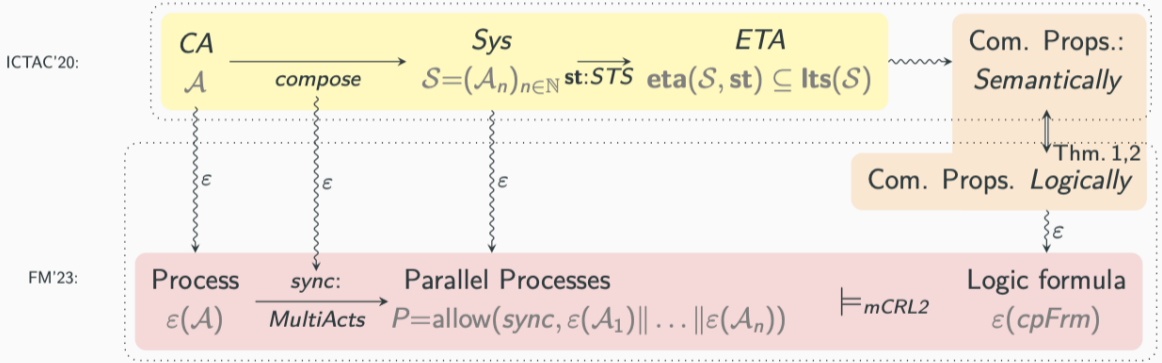 ICTAC'20:
CA
Sys
ETA
Com. Props.:
𝒜
compose
𝒮=(𝒜ₙ)ₙ∈ℕ
st:STS
eta(𝒮, st) ⊆ lts(𝒮)
Semantically
Thm. 1,2
ε
ε
ε
Com. Props. Logically
ε
FM'23:
Process
sync:
Parallel Processes
Logic formula
ε(𝒜)
MultiActs
P=allow(sync, ε(𝒜₁)‖ … ‖ε(𝒜ₙ))
⊨mCRL2
ε(cpFrm)